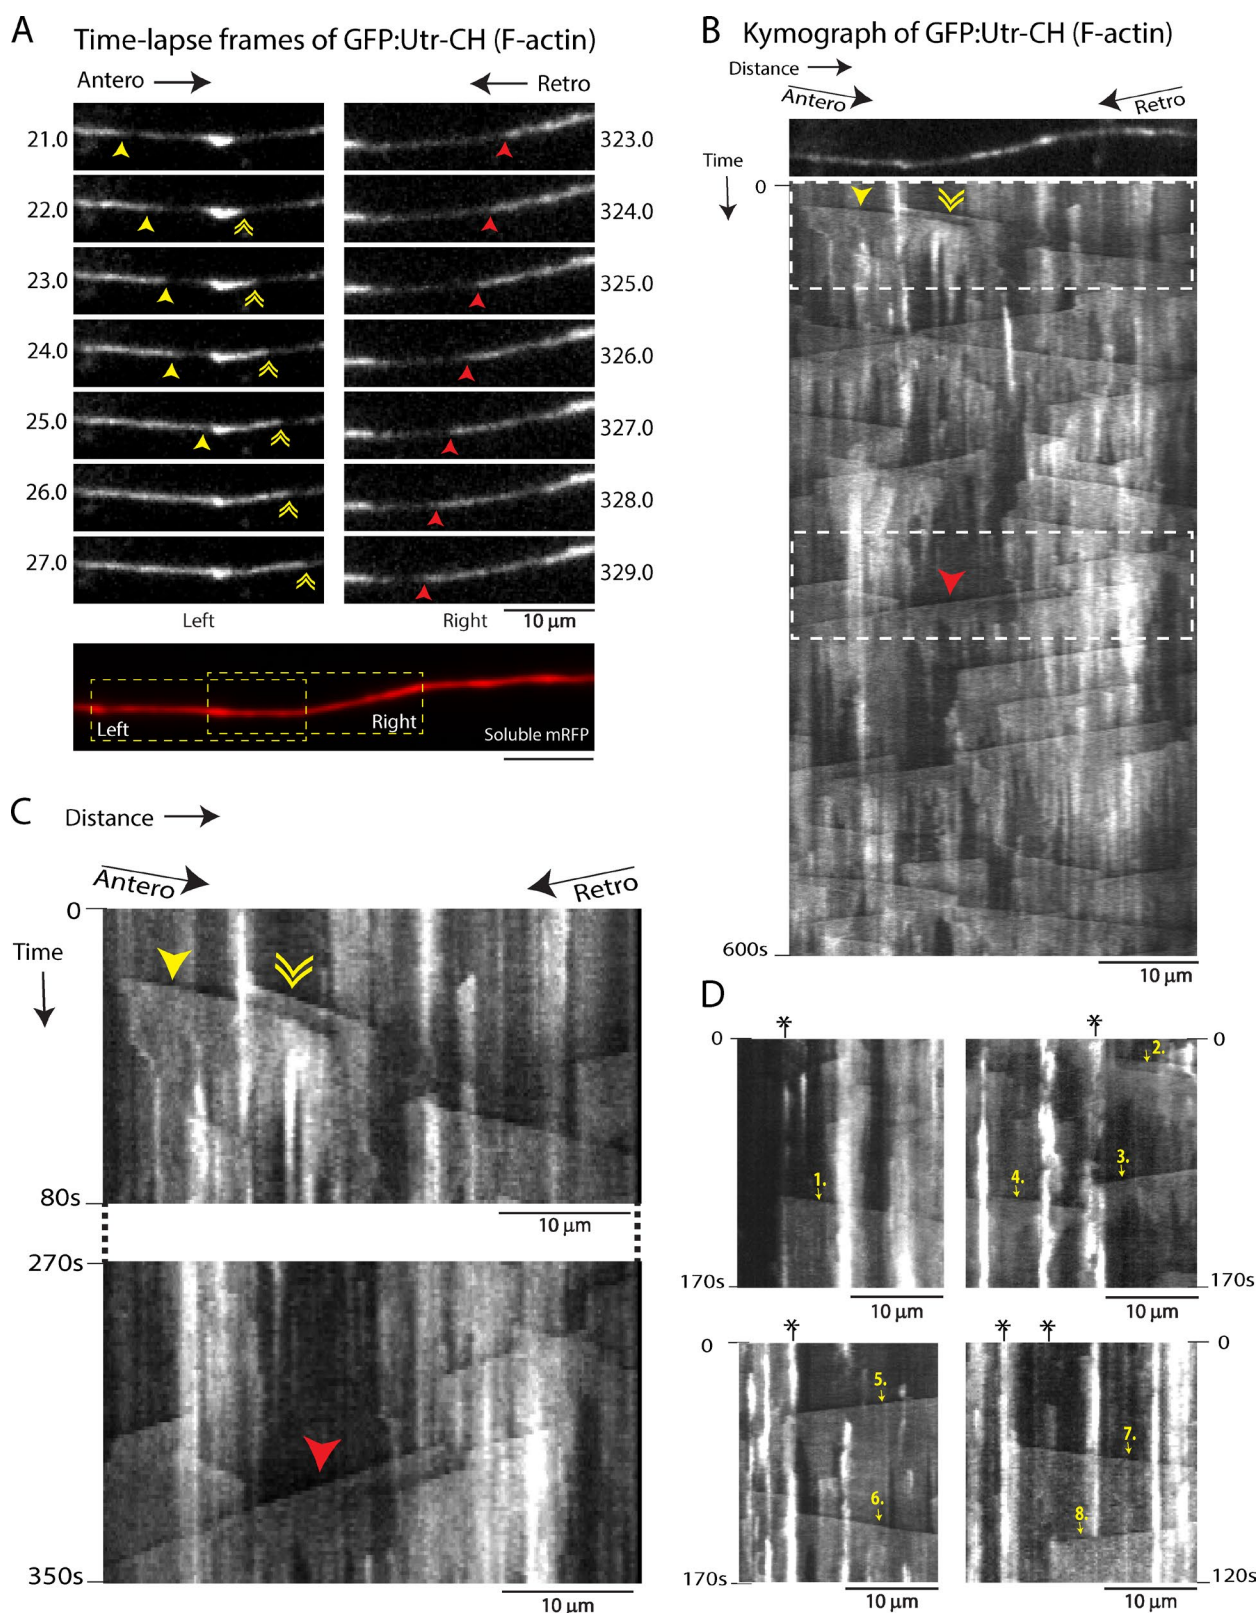 A
Time-lapse frames of GFP:Utr-CH (F-actin)
Antero
Retro
21.0
323.0
22.0
324.0
23.0
325.0
24.0
326.0
25.0
327.0
26.0
328.0
27.0
329.0
Left
Right
10 μm
Left
Right
Soluble mRFP
B
Kymograph of GFP:Utr-CH (F-actin)
Distance
Antero
Retro
Time
0
600s
10 μm
C
Distance
Antero
Retro
0
Time
80s
10 μm
270s
350s
10 μm
D
*
*
0
0
1.
2.
3.
4.
170s
170s
10 μm
10 μm
*
*
*
0
0
5.
6.
7.
8.
170s
120s
10 μm
10 μm